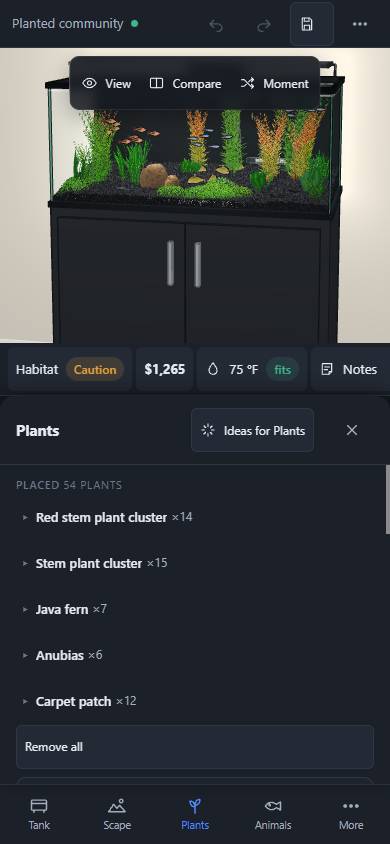 Planted community
View
Compare
Moment
Habitat Caution
$1,265
75 °F fits
Notes
Plants
Ideas for Plants
PLACED 54 PLANTS
Red stem plant cluster ×14
Stem plant cluster ×15
Java fern ×7
Anubias ×6
Carpet patch ×12
Remove all
Tank
Scape
Plants
Animals
More